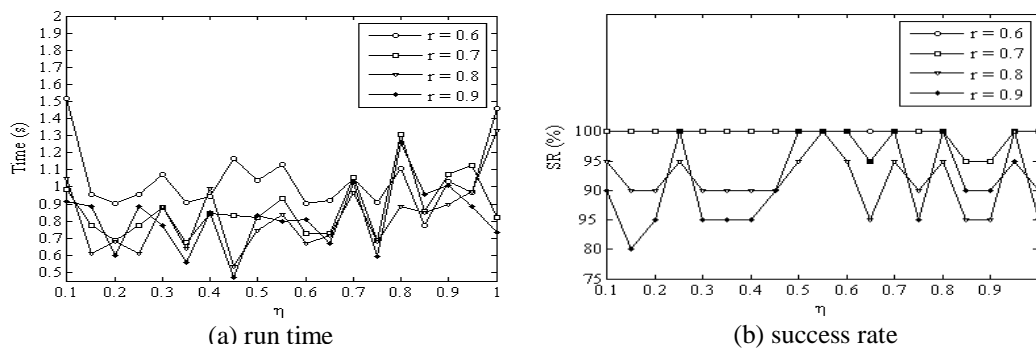 2
1.9
1.8
1.7
1.6
1.5
1.4
1.3
1.2
1.1
1.0
0.9
0.8
0.7
0.6
0.5
Time (s)
0.1 0.2 0.3 0.4 0.5 0.6 0.7 0.8 0.9 1
η
r = 0.6
r = 0.7
r = 0.8
r = 0.9
(a) run time
100
95
90
85
80
75
SR (%)
0.1 0.2 0.3 0.4 0.5 0.6 0.7 0.8 0.9
η
r = 0.6
r = 0.7
r = 0.8
r = 0.9
(b) success rate